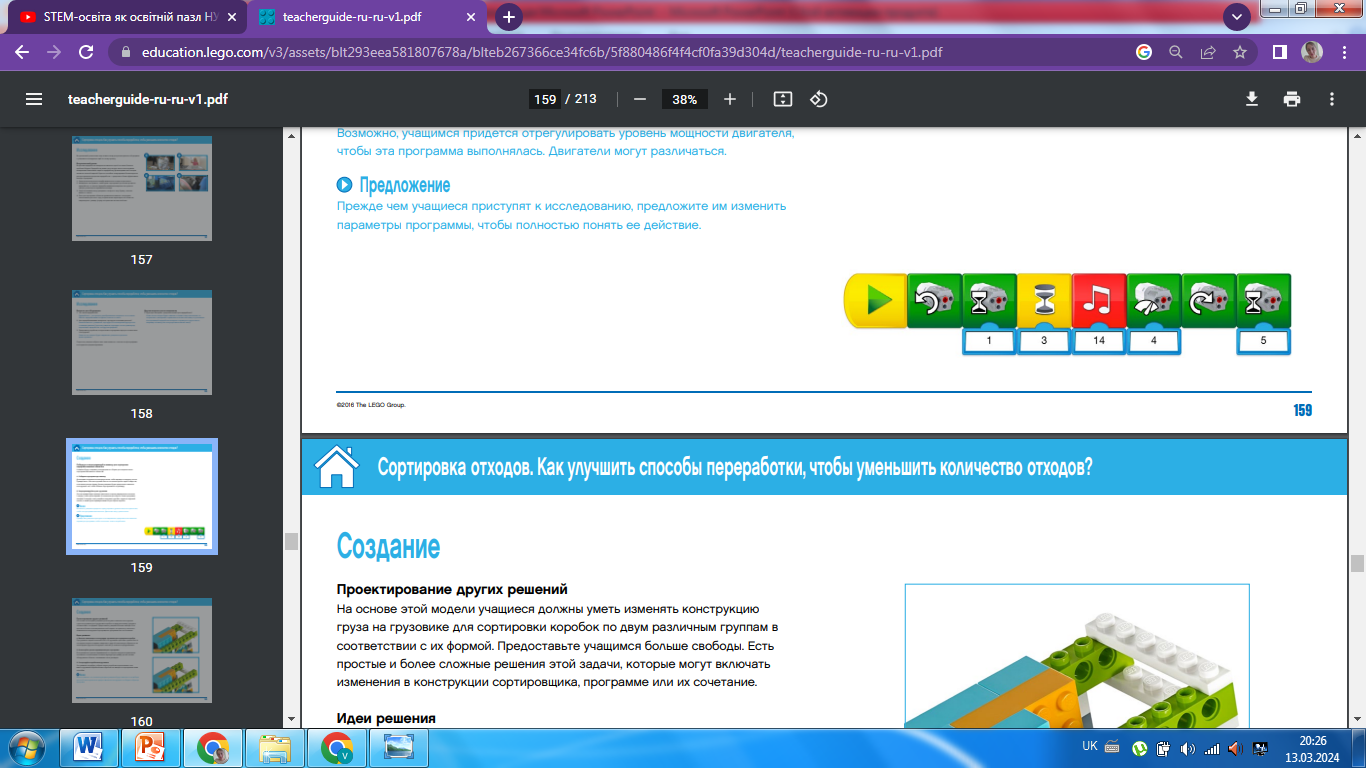 STEM-освіта як освітній пазл НУ
teacherguide-ru-ru-v1.pdf
education.lego.com/v3/assets/blt293eea581807678a/blteb267366ce34fc6b/5f880486f4f4cf0fa39d304d/teacherguide-ru-ru-v1.pdf
teacherguide-ru-ru-v1.pdf
159 / 213
38%
157
158
159
160
Возможно, учащимся придется отрегулировать уровень мощности двигателя,
чтобы эта программа выполнялась. Двигатели могут различаться.
Предложение
Прежде чем учащиеся приступят к исследованию, предложите им изменить
параметры программы, чтобы полностью понять ее действие.
1 3 14 4 5
©2016 The LEGO Group.
159
Сортировка отходов. Как улучшить способы переработки, чтобы уменьшить количество отходов?
Создание
Проектирование других решений
На основе этой модели учащиеся должны уметь изменять конструкцию
груза на грузовике для сортировки коробок по двум различным группам в
соответствии с их формой. Предоставьте учащимся больше свободы. Есть
простые и более сложные решения этой задачи, которые могут включать
изменения в конструкции сортировщика, программе или их сочетание.
Идеи решения
UK
20:26
13.03.2024